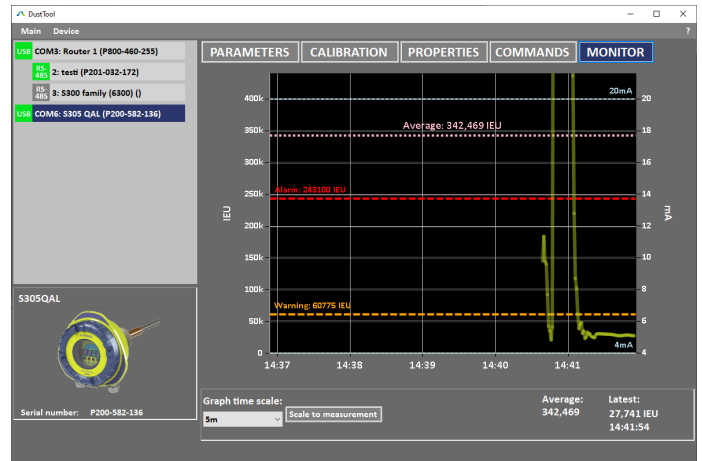 DustTool
Main Device ?
USB COM3: Router 1 (P800-460-255)
RS-485 2: testi (P201-032-172)
RS-485 3: S300 family (6300) ()
USB COM6: S305 QAL (P200-582-136)
PARAMETERS CALIBRATION PROPERTIES COMMANDS MONITOR
20mA
400k 20
Average: 342,469 IEU
350k 18
300k 16
Alarm: 243100 IEU
250k 14
IEU
mA
200k 12
150k 10
100k 8
Warning: 60775 IEU
50k 6
4mA
0 4
14:37 14:38 14:39 14:40 14:41
S305QAL
Serial number: P200-582-136
Graph time scale:
5m
Scale to measurement
Average:
342,469
Latest:
27,741 IEU
14:41:54